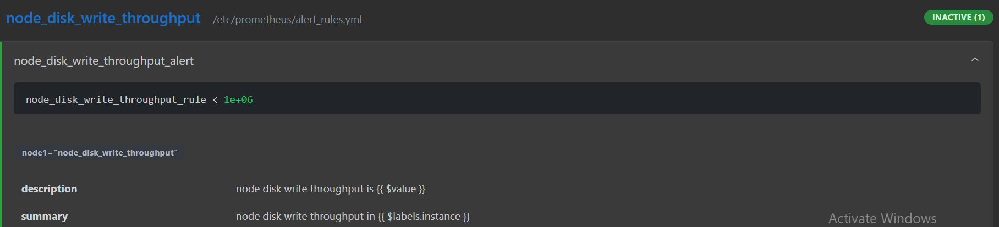 node_disk_write_throughput /etc/prometheus/alert_rules.yml INACTIVE (1)
node_disk_write_throughput_alert
node_disk_write_throughput_rule < 1e+06
node1="node_disk_write_throughput"
description node disk write throughput is {{ $value }}
summary node disk write throughput in {{ $labels.instance }}
Activate Windows